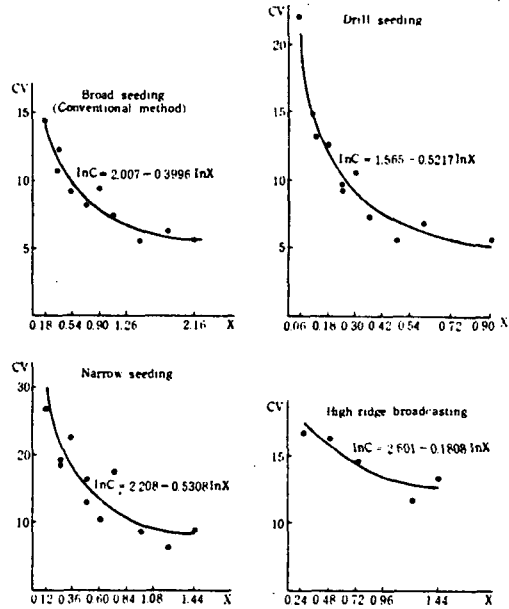 CV
Broad seeding
(Conventional method)
15
10
5
lnC = 2.007 - 0.3996 lnX
0.18 0.54 0.90 1.26 2.16 X
CV
Drill seeding
20
15
10
5
lnC = 1.565 - 0.5217 lnX
0.06 0.18 0.30 0.42 0.54 0.72 0.90 X
CV
Narrow seeding
30
20
10
lnC = 2.208 - 0.5308 lnX
0.12 0.36 0.60 0.84 1.08 1.44 X
CV
High ridge broadcasting
15
10
lnC = 2.601 - 0.1808 lnX
0.24 0.48 0.72 0.96 1.44 X